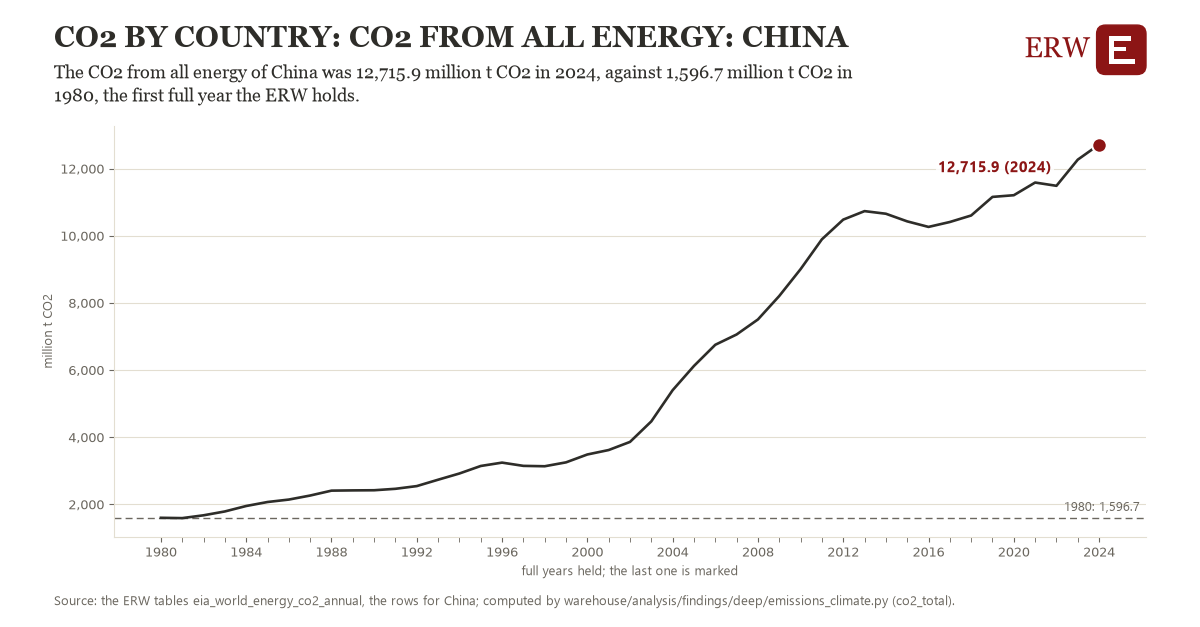 CO2 BY COUNTRY: CO2 FROM ALL ENERGY: CHINA
The CO2 from all energy of China was 12,715.9 million t CO2 in 2024, against 1,596.7 million t CO2 in
1980, the first full year the ERW holds.
ERW E
12,000
10,000
8,000
6,000
4,000
2,000
million t CO2
12,715.9 (2024)
1980: 1,596.7
1980 1984 1988 1992 1996 2000 2004 2008 2012 2016 2020 2024
full years held; the last one is marked
Source: the ERW tables eia_world_energy_co2_annual, the rows for China; computed by warehouse/analysis/findings/deep/emissions_climate.py (co2_total).